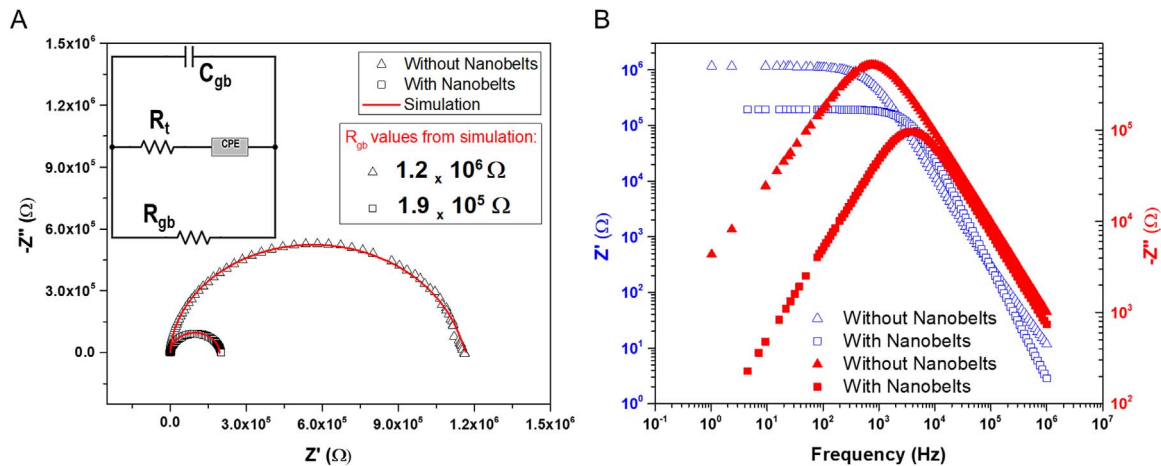 A
-Z'' (Ω)
1.5x10⁶
1.2x10⁶
1.5x10⁶
9.0x10⁵
6.0x10⁵
3.0x10⁵
0.0
C_gb
R_t
CPE
R_gb
Without Nanobelts
With Nanobelts
Simulation
R_gb values from simulation:
1.2 x 10⁶ Ω
1.9 x 10⁵ Ω
0.0
3.0x10⁵
6.0x10⁵
9.0x10⁵
1.2x10⁶
1.5x10⁶
Z' (Ω)
B
Z' (Ω)
10⁶
10⁵
10⁴
10³
10²
10¹
10⁰
Without Nanobelts
With Nanobelts
Without Nanobelts
With Nanobelts
-Z'' (Ω)
10⁵
10⁴
10³
10²
10⁻¹
10⁰
10¹
10²
10³
10⁴
10⁵
10⁶
10⁷
Frequency (Hz)